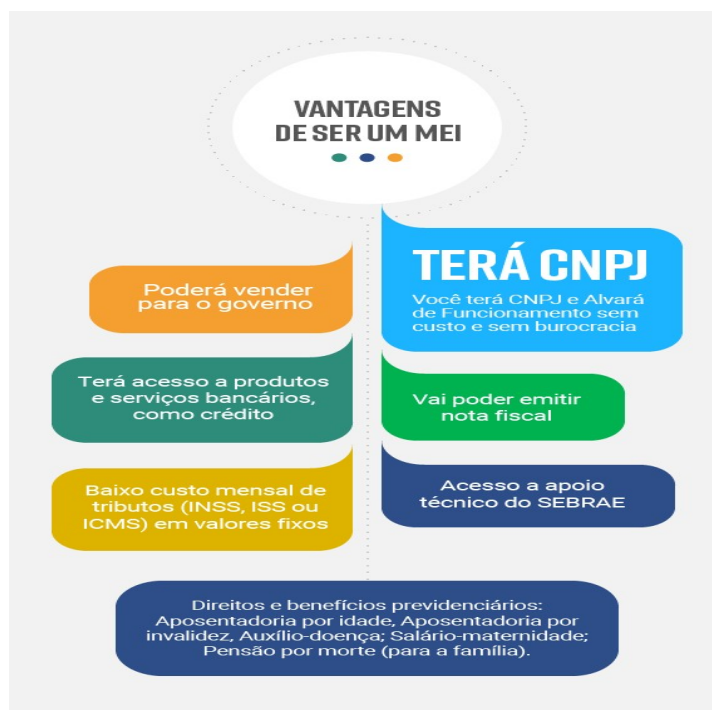 VANTAGENS
DE SER UM MEI
TERÁ CNPJ
Você terá CNPJ e Alvará
de Funcionamento sem
custo e sem burocracia
Poderá vender
para o governo
Terá acesso a produtos
e serviços bancários,
como crédito
Vai poder emitir
nota fiscal
Baixo custo mensal de
tributos (INSS, ISS ou
ICMS) em valores fixos
Acesso a apoio
técnico do SEBRAE
Direitos e benefícios previdenciários:
Aposentadoria por idade, Aposentadoria por
invalidez, Auxílio-doença; Salário-maternidade;
Pensão por morte (para a família).